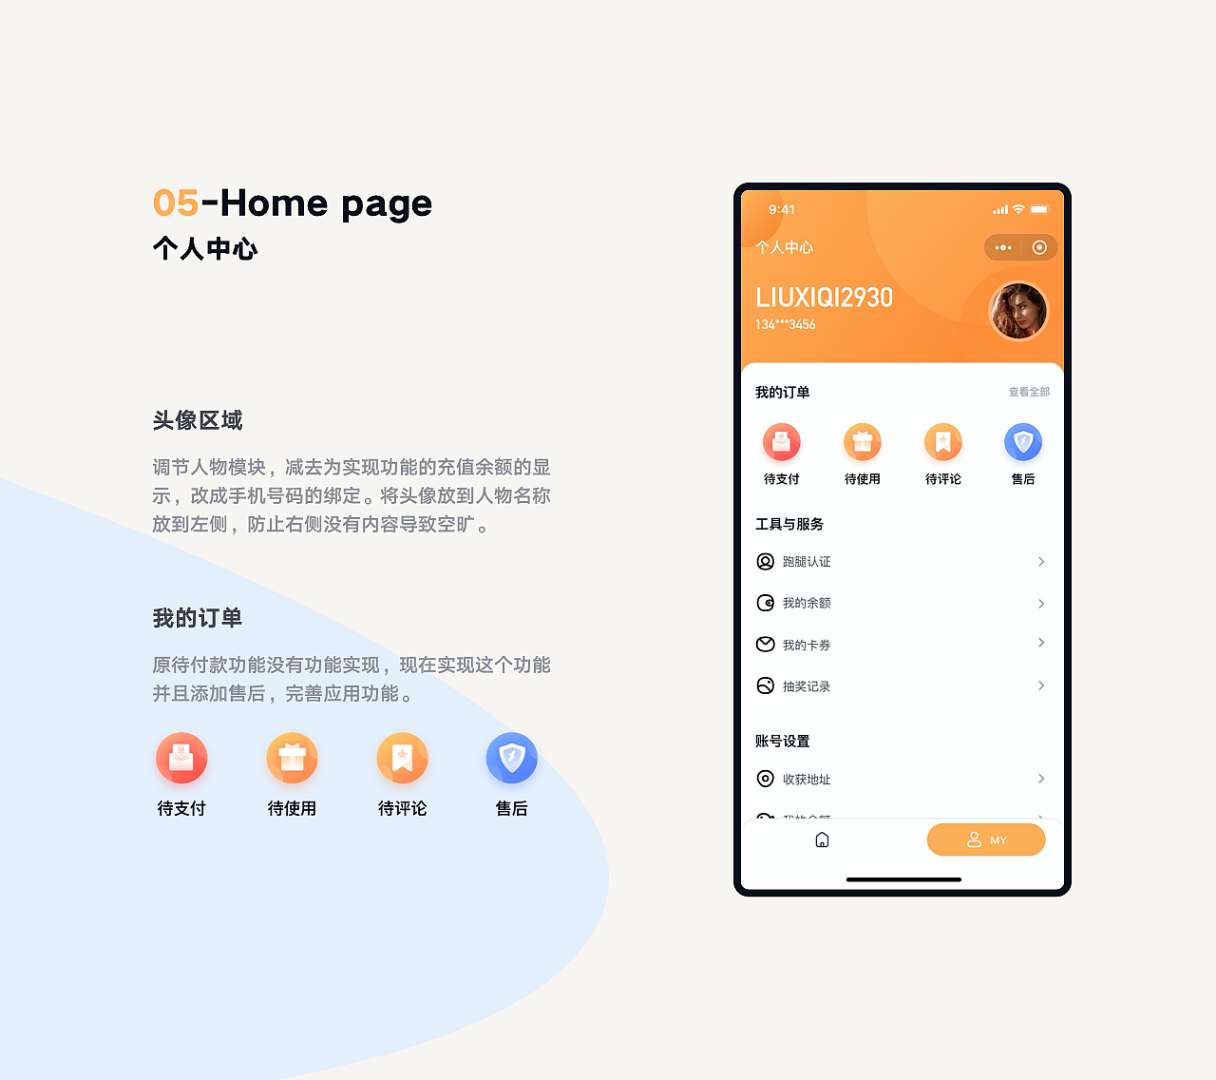 05-Home page
个人中心
头像区域
调节人物模块，减去为实现功能的充值余额的显
示，改成手机号码的绑定。将头像放到人物名称
放到左侧，防止右侧没有内容导致空旷。
我的订单
原待付款功能没有功能实现，现在实现这个功能
并且添加售后，完善应用功能。
待支付 待使用 待评论 售后
9:41
个人中心
LIUXIQI2930
134***3456
我的订单 查看全部
待支付 待使用 待评论 售后
工具与服务
跑腿认证
我的余额
我的卡券
抽奖记录
账号设置
收获地址
我的余额
MY